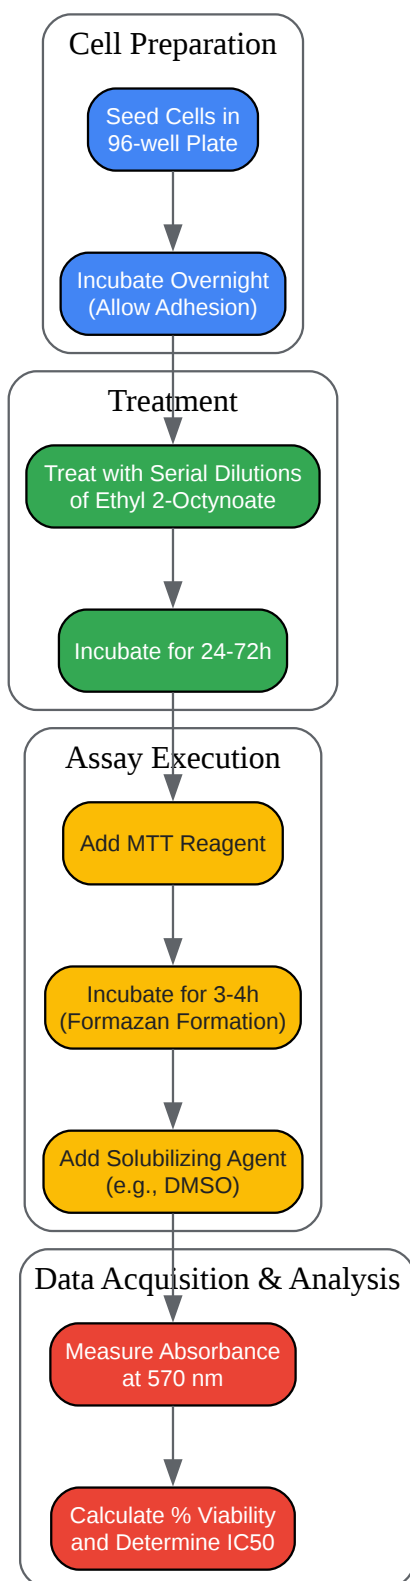 Cell Preparation
Seed Cells in
96-well Plate
Incubate Overnight
(Allow Adhesion)
Treatment
Treat with Serial Dilutions
of Ethyl 2-Octynoate
Incubate for 24-72h
Assay Execution
Add MTT Reagent
Incubate for 3-4h
(Formazan Formation)
Add Solubilizing Agent
(e.g., DMSO)
Data Acquisition & Analysis
Measure Absorbance
at 570 nm
Calculate % Viability
and Determine IC50